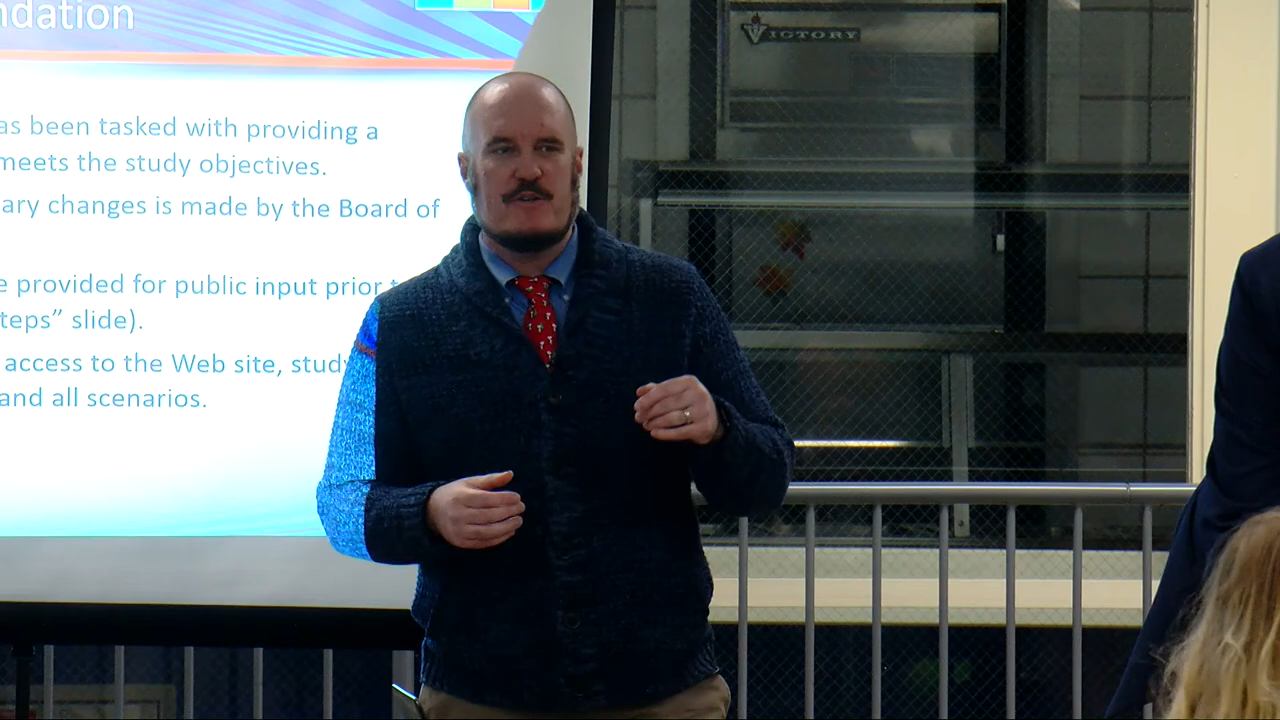 ndation
as been tasked with providing a
meets the study objectives.
ary changes is made by the Board of
e provided for public input prior t
teps” slide).
access to the Web site, study
and all scenarios.
VICTORY